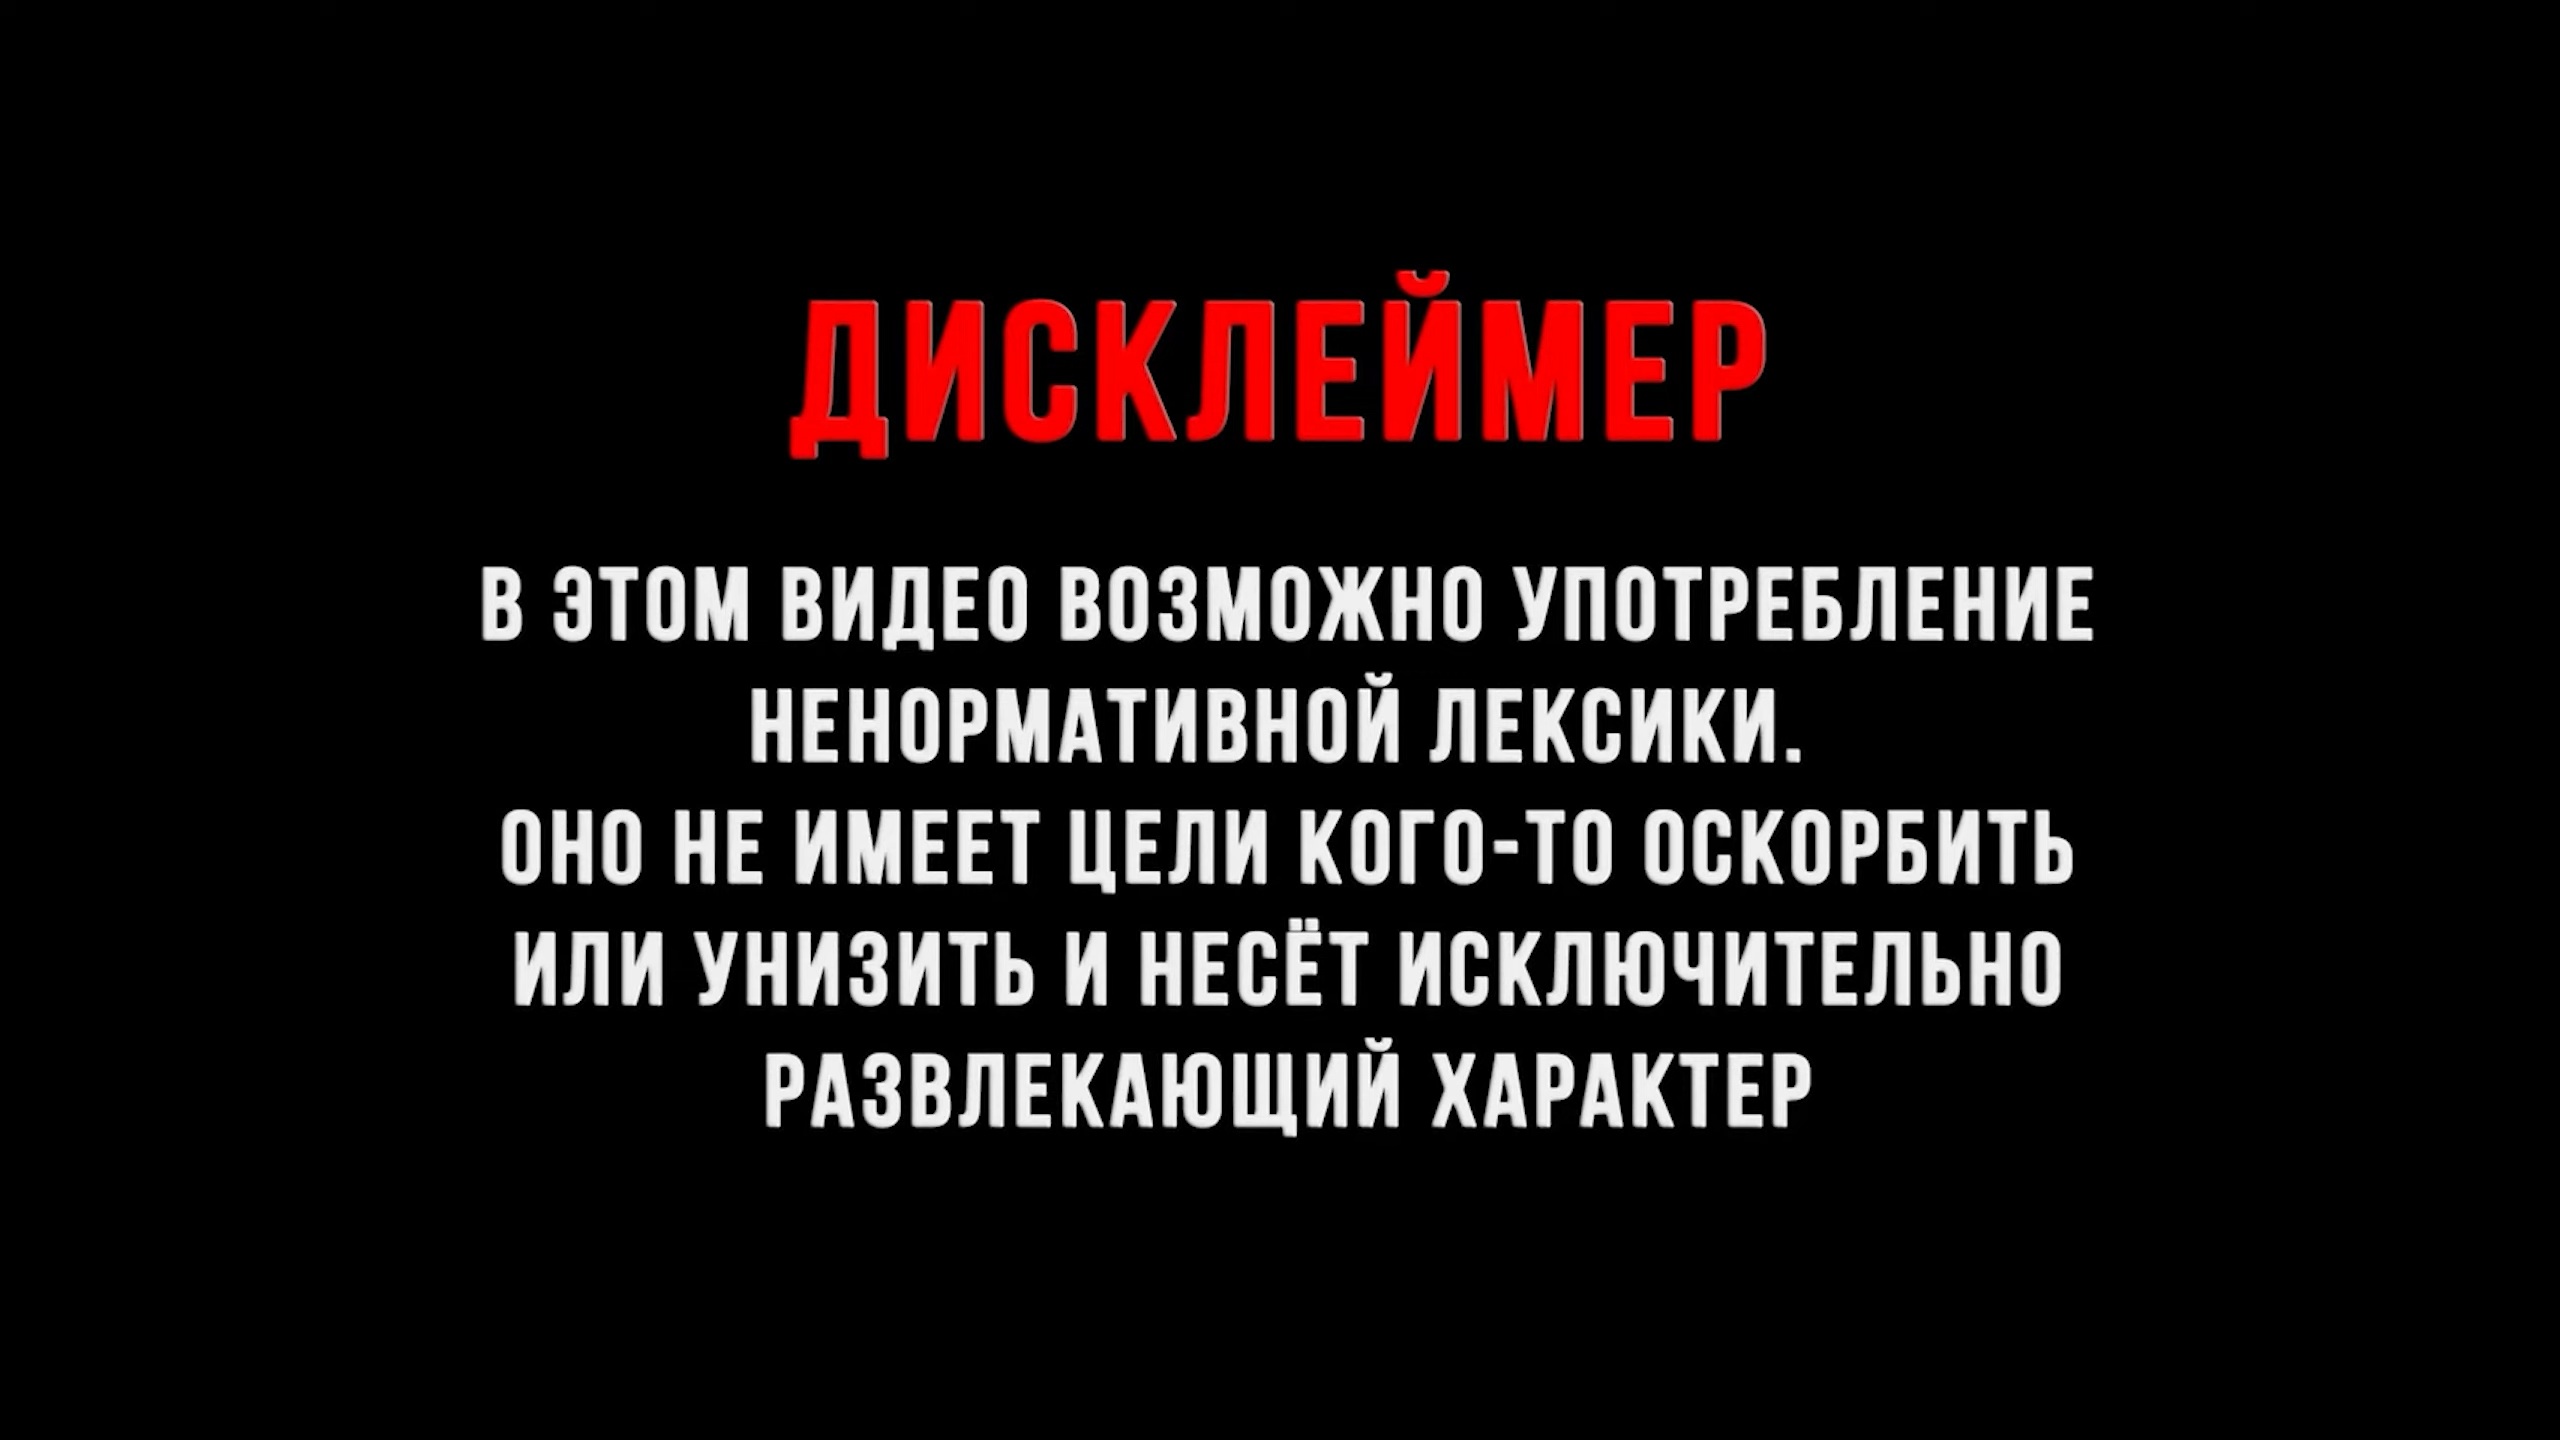 ДИСКЛЕЙМЕР
В ЭТОМ ВИДЕО ВОЗМОЖНО УПОТРЕБЛЕНИЕ
НЕНОРМАТИВНОЙ ЛЕКСИКИ.
ОНО НЕ ИМЕЕТ ЦЕЛИ КОГО-ТО ОСКОРБИТЬ
ИЛИ УНИЗИТЬ И НЕСЁТ ИСКЛЮЧИТЕЛЬНО
РАЗВЛЕКАЮЩИЙ ХАРАКТЕР